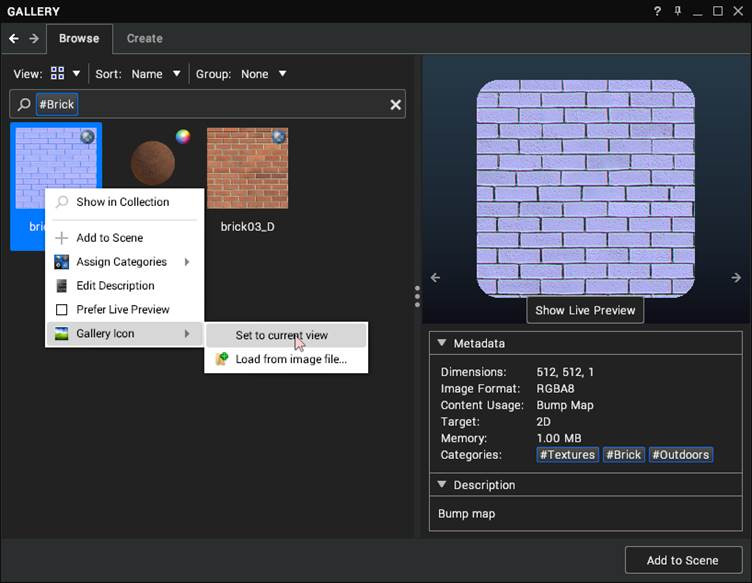 GALLERY
?
Browse
Create
View:
Sort: Name
Group: None
#Brick
bric
brick03_D
Show in Collection
Add to Scene
Assign Categories
Edit Description
Prefer Live Preview
Gallery Icon
Set to current view
Load from image file...
Show Live Preview
Metadata
Dimensions: 512, 512, 1
Image Format: RGBA8
Content Usage: Bump Map
Target: 2D
Memory: 1.00 MB
Categories: #Textures #Brick #Outdoors
Description
Bump map
Add to Scene